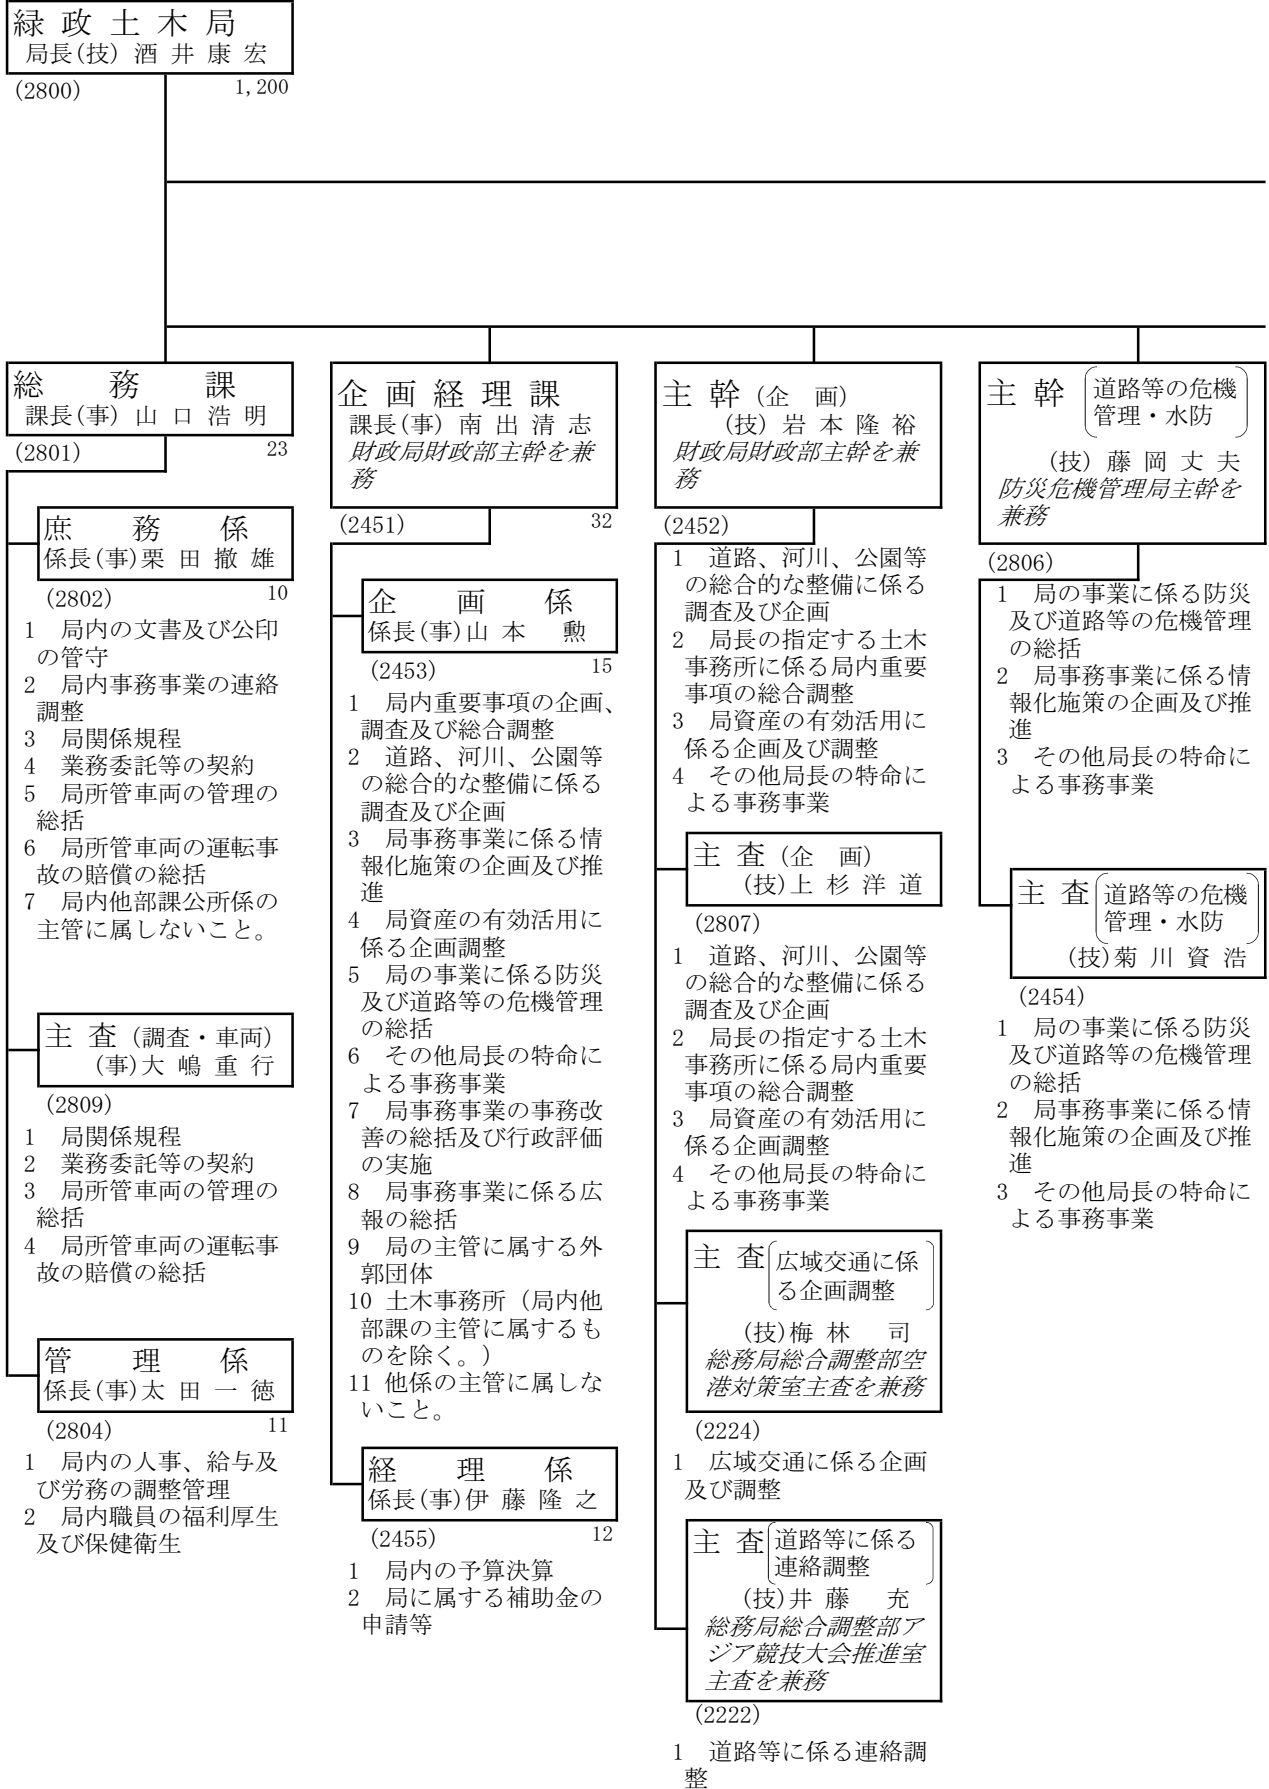 緑政土木局
局長(技) 酒井康宏
(2800) 1,200
総務課
課長(事) 山口浩明
(2801) 23
庶務係
係長(事)栗田撤雄
(2802) 10
1 局内の文書及び公印
の管守
2 局内事務事業の連絡
調整
3 局関係規程
4 業務委託等の契約
5 局所管車両の管理の
総括
6 局所管車両の運転事
故の賠償の総括
7 局内他部課公所係の
主管に属しないこと。
主査(調査・車両)
(事)大嶋重行
(2809)
1 局関係規程
2 業務委託等の契約
3 局所管車両の管理の
総括
4 局所管車両の運転事
故の賠償の総括
管理係
係長(事)太田一徳
(2804) 11
1 局内の人事、給与及
び労務の調整管理
2 局内職員の福利厚生
及び保健衛生
企画経理課
課長(事) 南出清志
財政局財政部主幹を兼
務
(2451) 32
企画係
係長(事)山本 勲
(2453) 15
1 局内重要事項の企画、
調査及び総合調整
2 道路、河川、公園等
の総合的な整備に係る
調査及び企画
3 局事務事業に係る情
報化施策の企画及び推
進
4 局資産の有効活用に
係る企画調整
5 局の事業に係る防災
及び道路等の危機管理
の総括
6 その他局長の特命に
よる事務事業
7 局事務事業の事務改
善の総括及び行政評価
の実施
8 局事務事業に係る広
報の総括
9 局の主管に属する外
郭団体
10 土木事務所(局内他
部課の主管に属するも
のを除く。)
11 他係の主管に属しな
いこと。
経理係
係長(事)伊藤隆之
(2455) 12
1 局内の予算決算
2 局に属する補助金の
申請等
主幹(企 画)
(技) 岩本隆裕
財政局財政部主幹を兼
務
(2452)
1 道路、河川、公園等
の総合的な整備に係る
調査及び企画
2 局長の指定する土木
事務所に係る局内重要
事項の総合調整
3 局資産の有効活用に
係る企画及び調整
4 その他局長の特命に
よる事務事業
主査(企 画)
(技)上杉洋道
(2807)
1 道路、河川、公園等
の総合的な整備に係る
調査及び企画
2 局長の指定する土木
事務所に係る局内重要
事項の総合調整
3 局資産の有効活用に
係る企画調整
4 その他局長の特命に
よる事務事業
主査 広域交通に係
る企画調整
(技)梅林 司
総務局総合調整部空
港対策室主査を兼務
(2224)
1 広域交通に係る企画
及び調整
主査 道路等に係る
連絡調整
(技)井藤 充
総務局総合調整部ア
ジア競技大会推進室
主査を兼務
(2222)
1 道路等に係る連絡調
整
主幹 道路等の危機
管理・水防
(技) 藤岡丈夫
防災危機管理局主幹を
兼務
(2806)
1 局の事業に係る防災
及び道路等の危機管理
の総括
2 局事務事業に係る情
報化施策の企画及び推
進
3 その他局長の特命に
よる事務事業
主査 道路等の危機
管理・水防
(技)菊川資浩
(2454)
1 局の事業に係る防災
及び道路等の危機管理
の総括
2 局事務事業に係る情
報化施策の企画及び推
進
3 その他局長の特命に
よる事務事業